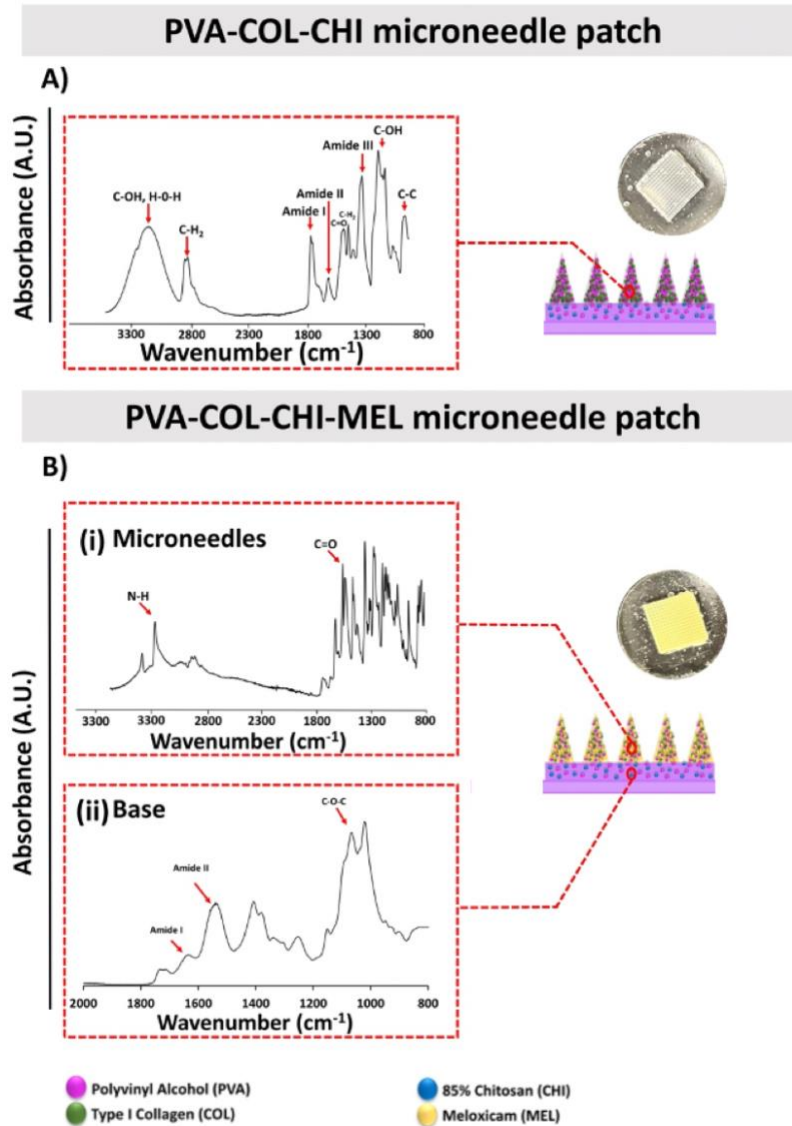 PVA-COL-CHI microneedle patch
A)
Absorbance (A.U.)
C-OH, H-0-H
C-H2
Amide I
Amide II
Amide III
C=O
C-H2
C-OH
C-C
3300 2800 2300 1800 1300 800
Wavenumber (cm-1)
PVA-COL-CHI-MEL microneedle patch
B)
Absorbance (A.U.)
(i) Microneedles
N-H
C=O
3300 3300 2800 2300 1800 1300 800
Wavenumber (cm-1)
(ii) Base
Amide I
Amide II
C-O-C
2000 1800 1600 1400 1200 1000 800
Wavenumber (cm-1)
Polyvinyl Alcohol (PVA)
85% Chitosan (CHI)
Type I Collagen (COL)
Meloxicam (MEL)